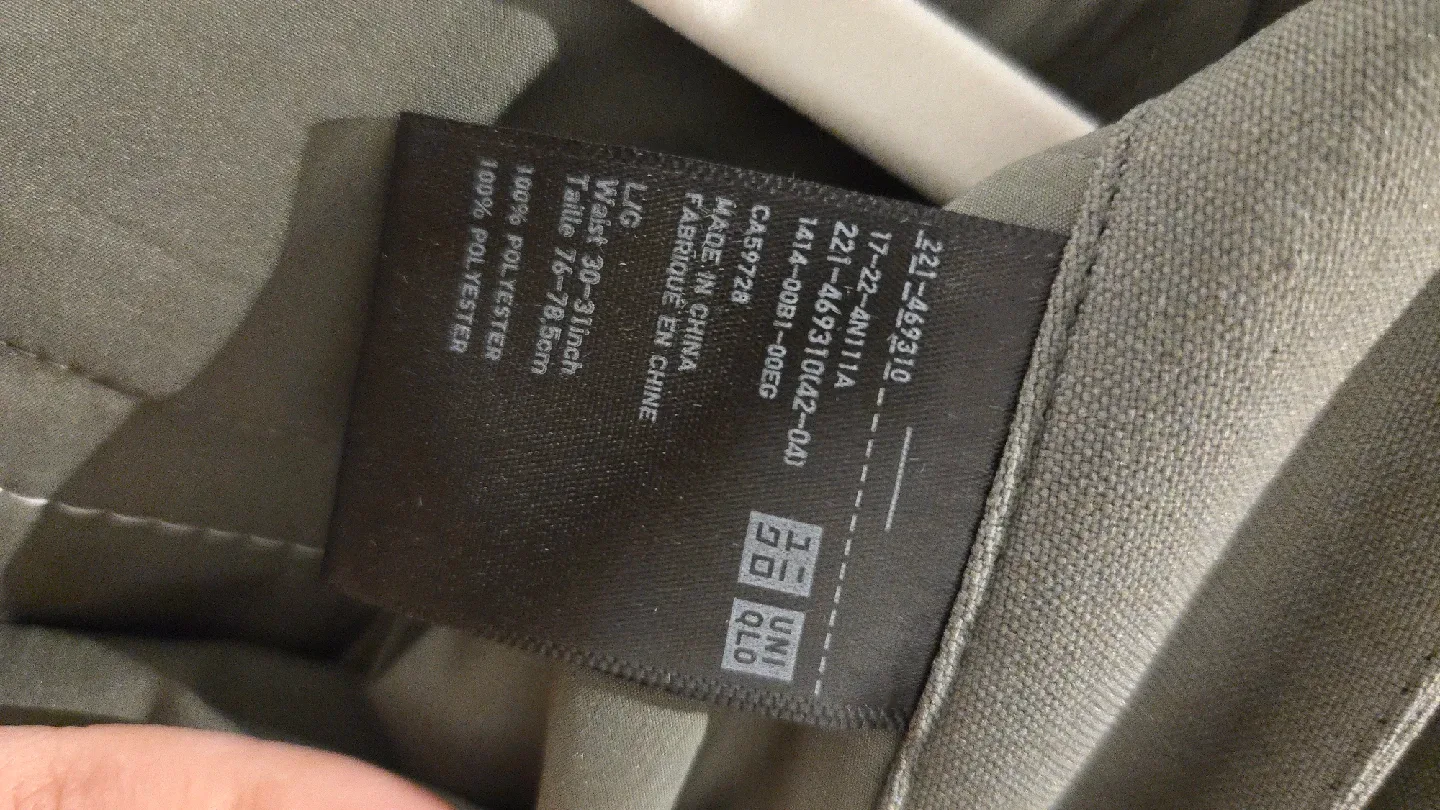 221-469310
17-22-4N111A
221-469310(42-04)
1414-00B1-00EG
CA59728
MADE IN CHINA
FABRIQUÉ EN CHINE
L/G
Waist 30-31inch
Taille 76-78.5cm
100% POLYESTER
100% POLYESTER
ユニ
クロ
UNI
QLO